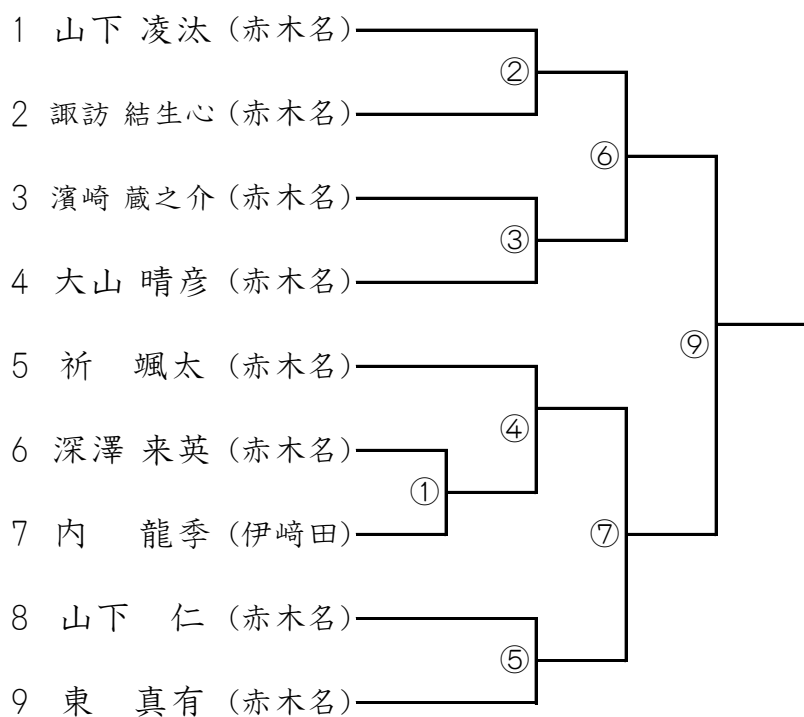 1 山下 凌汰 (赤木名)
②
2 諏訪 結生心 (赤木名)
⑥
3 濱崎 蔵之介 (赤木名)
③
4 大山 晴彦 (赤木名)
⑨
5 祈 颯太 (赤木名)
④
6 深澤 来英 (赤木名)
①
7 内 龍季 (伊﨑田)
⑦
8 山下 仁 (赤木名)
⑤
9 東 真有 (赤木名)